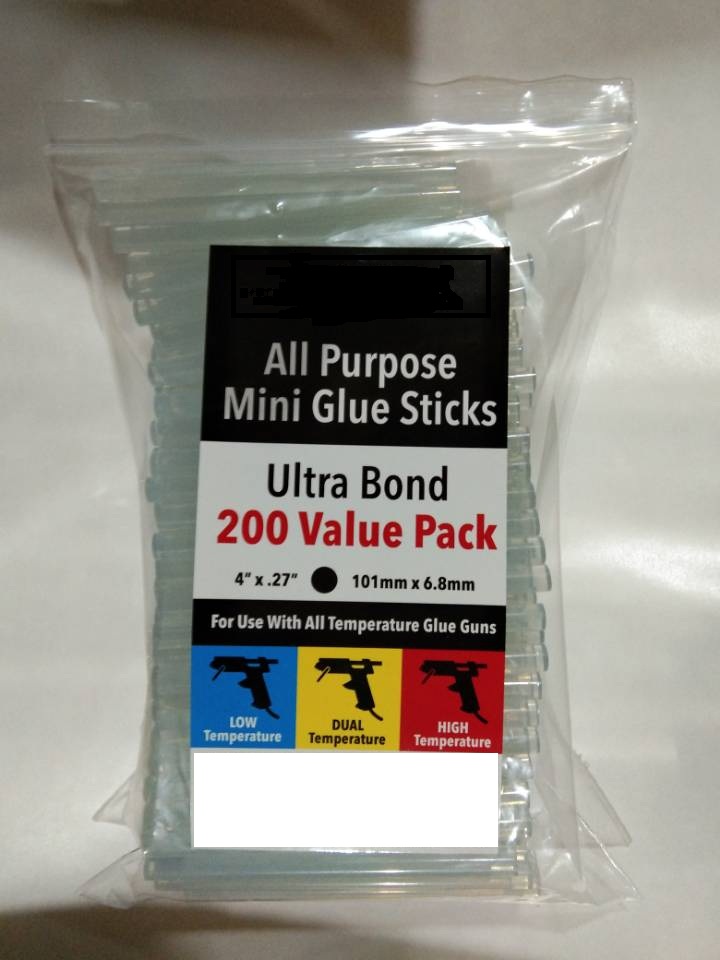 All Purpose
Mini Glue Sticks
Ultra Bond
200 Value Pack
4” x .27” ● 101mm x 6.8mm
For Use With All Temperature Glue Guns
LOW
Temperature
DUAL
Temperature
HIGH
Temperature